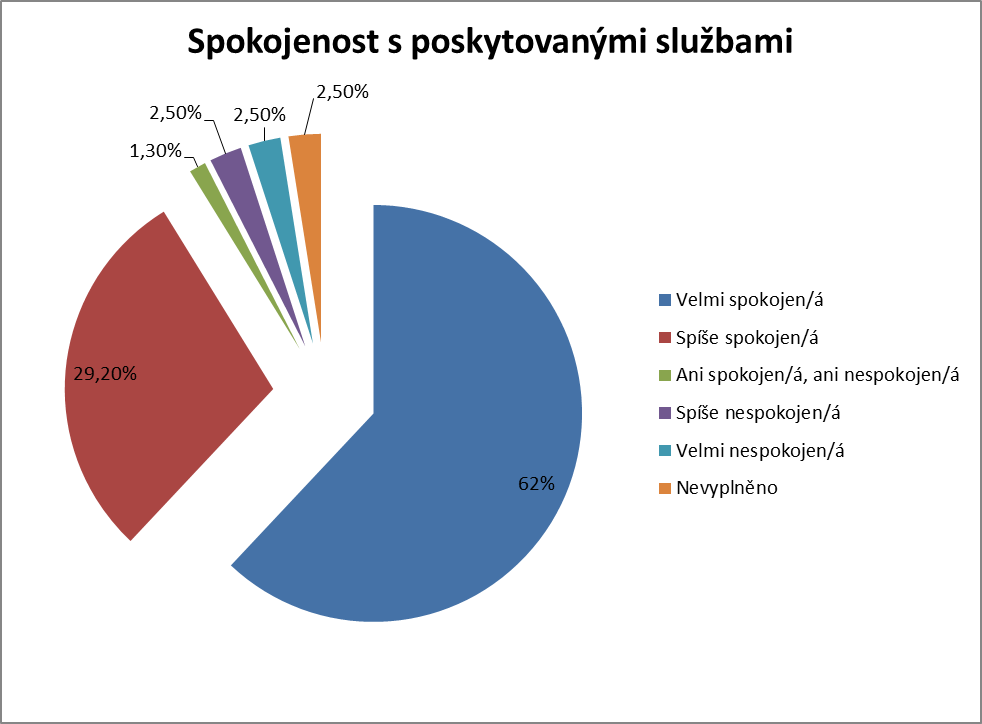 Spokojenost s poskytovanými službami
2,50%
2,50%
2,50%
1,30%
29,20%
62%
Velmi spokojen/á
Spíše spokojen/á
Ani spokojen/á, ani nespokojen/á
Spíše nespokojen/á
Velmi nespokojen/á
Nevyplněno